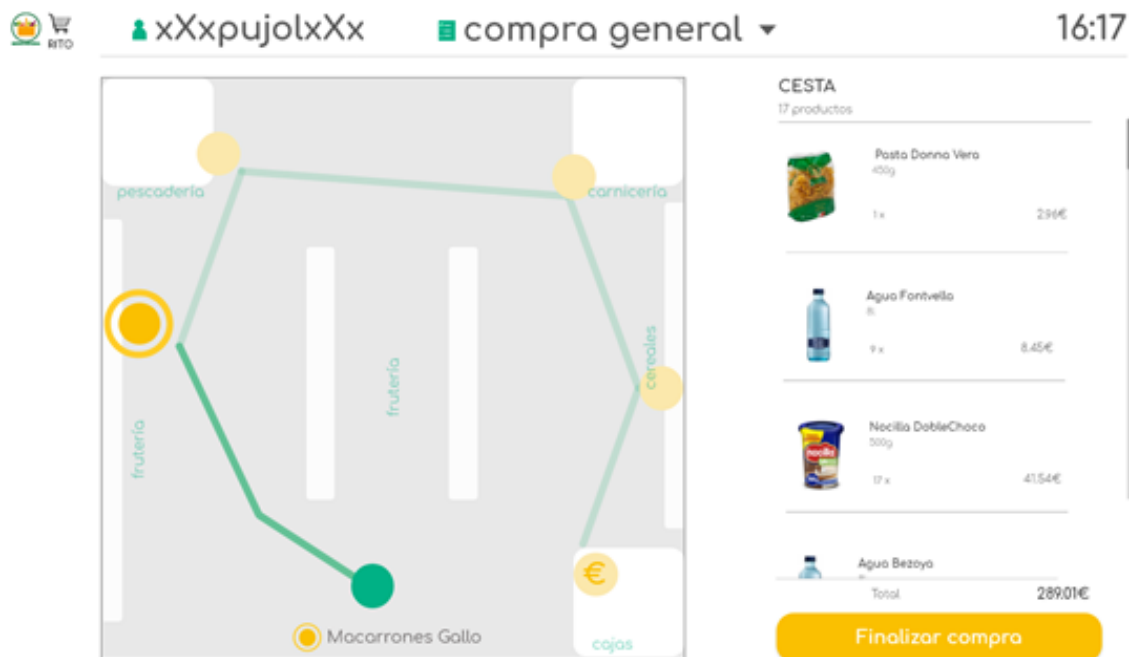 RITO
xXxpujolxXx
compra general
16:17
CESTA
17 productos
Pasta Donna Vera
450g
1 x
2.96€
Agua Fontvella
9 x
8.45€
Nocilla DobleChoco
500g
17 x
41.54€
Agua Bezoya
Total
289.01€
Finalizar compra
pescadería
carnicería
cereales
frutería
frutería
€
Macarrones Gallo
cajas
nocilla